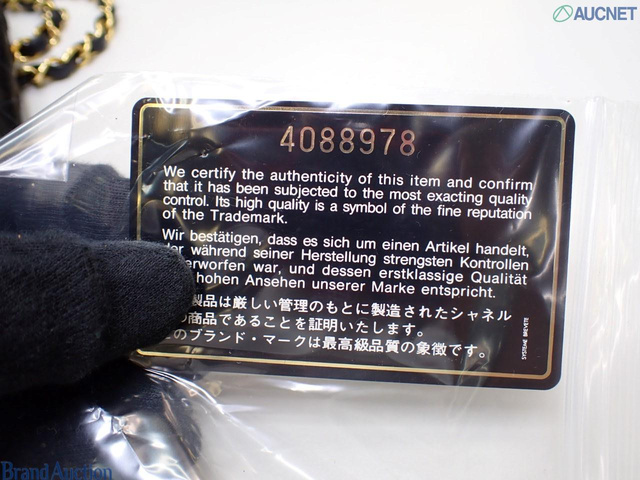 AUCNET
4088978
We certify the authenticity of this item and confirm
that it has been subjected to the most exacting quality
control. Its high quality is a symbol of the fine reputation
of the Trademark.
Wir bestätigen, dass es sich um einen Artikel handelt,
während seiner Herstellung strengsten Kontrollen
war, und dessen erstklassige Qualität
hohen Ansehen unserer Marke entspricht.
製品は厳しい管理のもとに製造されたシャネル
の商品であることを証明いたします。
のブランド・マークは最高級品質の象徴です。
SYSTEME BREVETE
Brand Auction